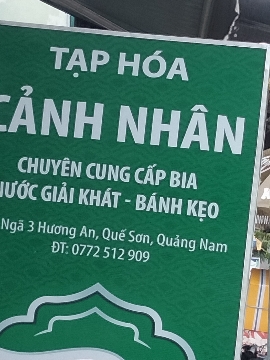 TẠP HÓA
CẢNH NHÂN
CHUYÊN CUNG CẤP BIA
NƯỚC GIẢI KHÁT - BÁNH KẸO
Ngã 3 Hương An, Quế Sơn, Quảng Nam
ĐT: 0772 512 909